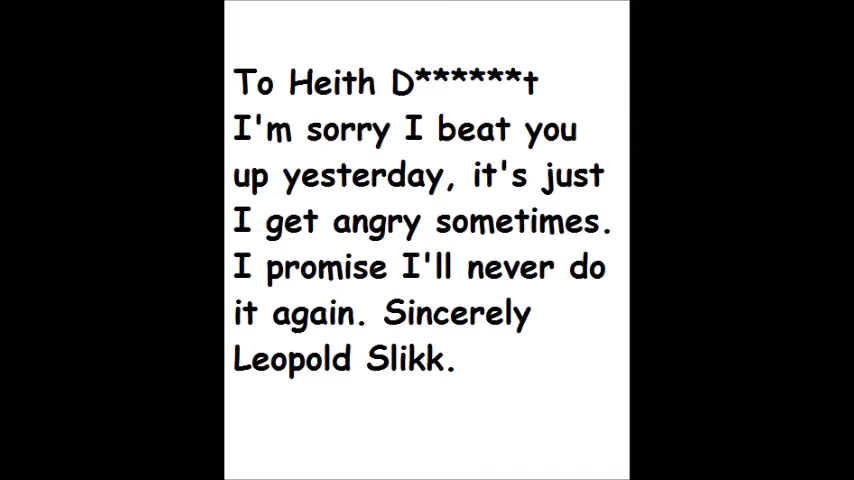 To Heith D******t
I'm sorry I beat you
up yesterday, it's just
I get angry sometimes.
I promise I'll never do
it again. Sincerely
Leopold Slikk.